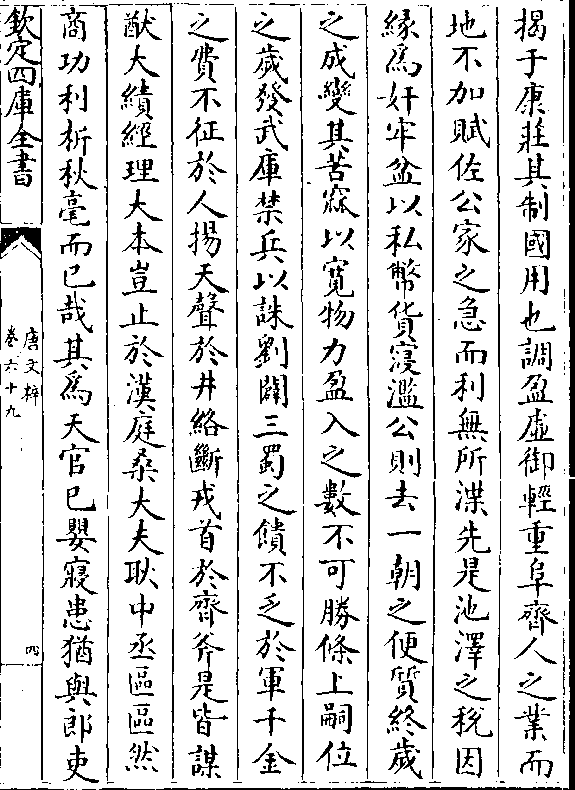 揭于康莊其制國用也調盈虛御輕重阜齊人之業而
地不加賦佐公家之急而利無所渫先是池澤之稅因
緣為奸牢盆以私幣貨寖濫公則去一朝之便質終歲
之成變其苦窳以寛物力盈入之數不可勝條上嗣位
之歲發武庫禁兵以誅劉闢三蜀之饋不乏於軍千金
之費不征於人揚天聲於井絡斷戎首於齊斧是皆謀
猷大績經理大本豈止於漢庭桑大夫耿中丞區區然
商功利析秋毫而已哉其為天官已嬰寢患猶與郎吏
欽定四庫全書
唐文粹
卷六十九
四